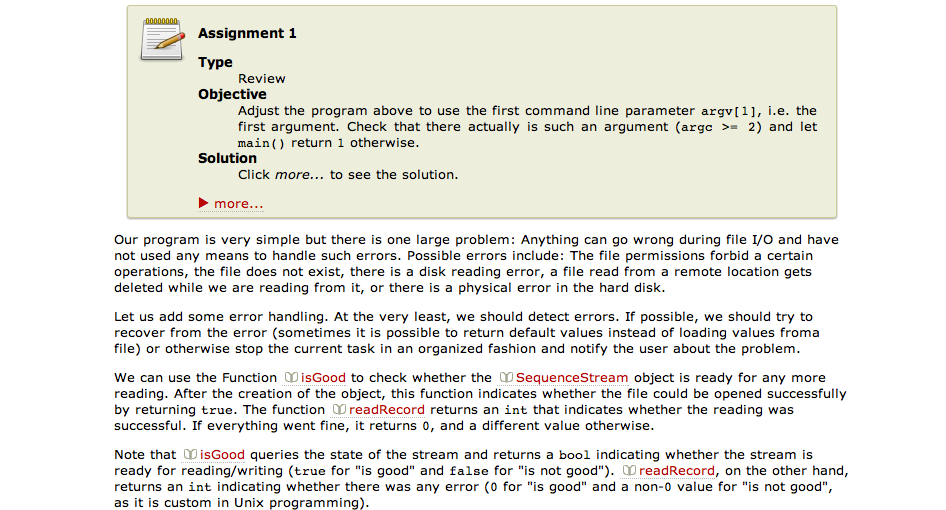 Assignment 1
Type
Review
Objective
Adjust the program above to use the first command line parameter argv[1], i.e. the
first argument. Check that there actually is such an argument (argc >= 2) and let
main() return 1 otherwise.
Solution
Click more... to see the solution.
more...
Our program is very simple but there is one large problem: Anything can go wrong during file I/O and have
not used any means to handle such errors. Possible errors include: The file permissions forbid a certain
operations, the file does not exist, there is a disk reading error, a file read from a remote location gets
deleted while we are reading from it, or there is a physical error in the hard disk.
Let us add some error handling. At the very least, we should detect errors. If possible, we should try to
recover from the error (sometimes it is possible to return default values instead of loading values froma
file) or otherwise stop the current task in an organized fashion and notify the user about the problem.
We can use the Function isGood to check whether the SequenceStream object is ready for any more
reading. After the creation of the object, this function indicates whether the file could be opened successfully
by returning true. The function readRecord returns an int that indicates whether the reading was
successful. If everything went fine, it returns 0, and a different value otherwise.
Note that isGood queries the state of the stream and returns a bool indicating whether the stream is
ready for reading/writing (true for "is good" and false for "is not good"). readRecord, on the other hand,
returns an int indicating whether there was any error (0 for "is good" and a non-0 value for "is not good",
as it is custom in Unix programming).